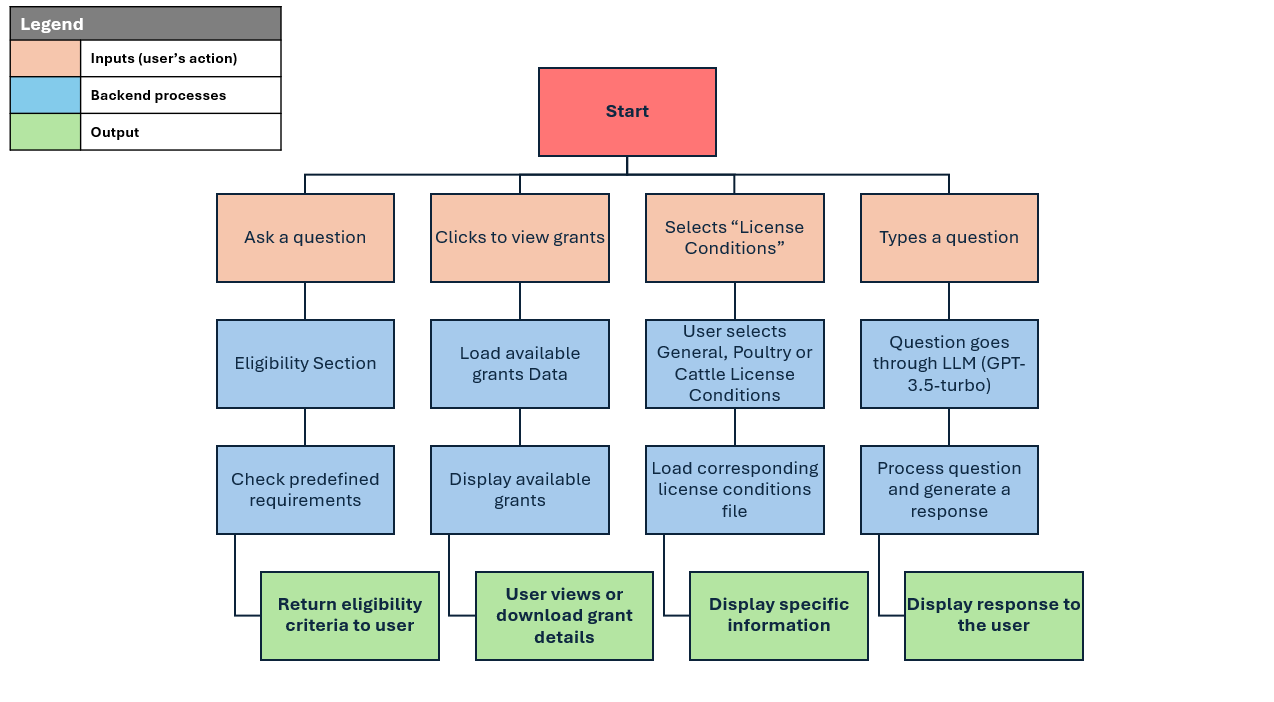 Legend
Inputs (user’s action)
Backend processes
Output
Start
Ask a question
Clicks to view grants
Selects “License
Conditions”
Types a question
Eligibility Section
Load available
grants Data
User selects
General, Poultry or
Cattle License
Conditions
Question goes
through LLM (GPT-
3.5-turbo)
Check predefined
requirements
Display available
grants
Load corresponding
license conditions
file
Process question
and generate a
response
Return eligibility
criteria to user
User views or
download grant
details
Display specific
information
Display response to
the user